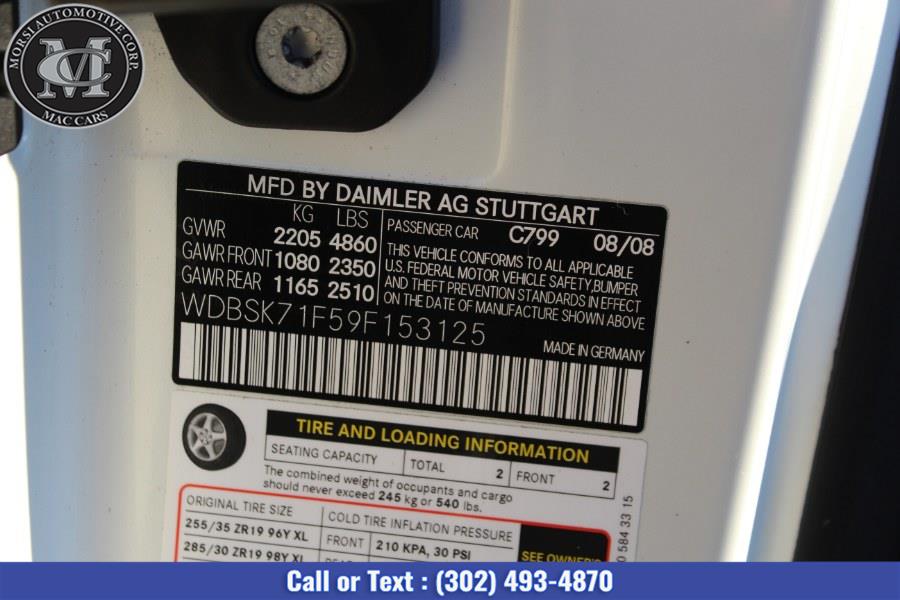 MORSI AUTOMOTIVE CORP.
MC
MAC CARS
MFD BY DAIMLER AG STUTTGART
KG LBS
GVWR 2205 4860
GAWR FRONT 1080 2350
GAWR REAR 1165 2510
PASSENGER CAR C799 08/08
THIS VEHICLE CONFORMS TO ALL APPLICABLE
U.S. FEDERAL MOTOR VEHICLE SAFETY,BUMPER
AND THEFT PREVENTION STANDARDS IN EFFECT
ON THE DATE OF MANUFACTURE SHOWN ABOVE
WDBSK71F59F153125
MADE IN GERMANY
TIRE AND LOADING INFORMATION
SEATING CAPACITY TOTAL 2 FRONT 2
The combined weight of occupants and cargo
should never exceed 245 kg or 540 lbs.
ORIGINAL TIRE SIZE COLD TIRE INFLATION PRESSURE
255/35 ZR19 96Y XL FRONT 210 KPA, 30 PSI
285/30 ZR19 98Y XL
SEE OWNER'S
0 584 33 15
Call or Text : (302) 493-4870